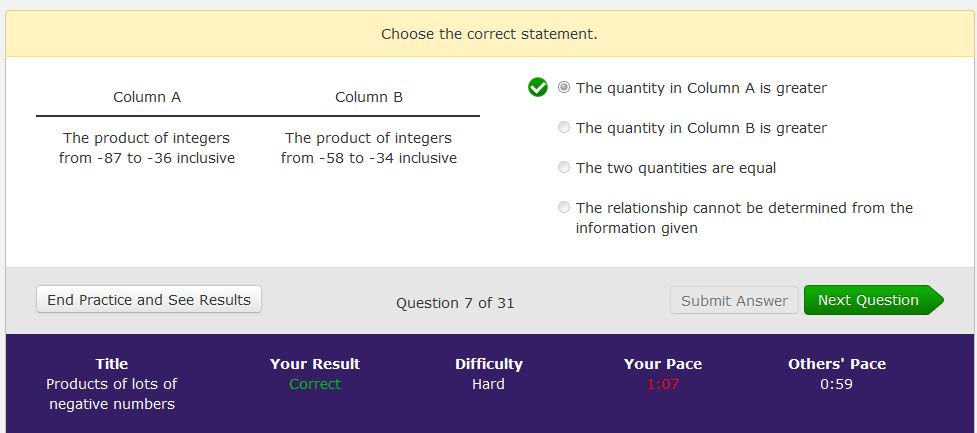 Choose the correct statement.
Column A
Column B
The product of integers
from -87 to -36 inclusive
The product of integers
from -58 to -34 inclusive
The quantity in Column A is greater
The quantity in Column B is greater
The two quantities are equal
The relationship cannot be determined from the
information given
End Practice and See Results
Question 7 of 31
Submit Answer
Next Question
Title
Products of lots of
negative numbers
Your Result
Correct
Difficulty
Hard
Your Pace
1:07
Others' Pace
0:59